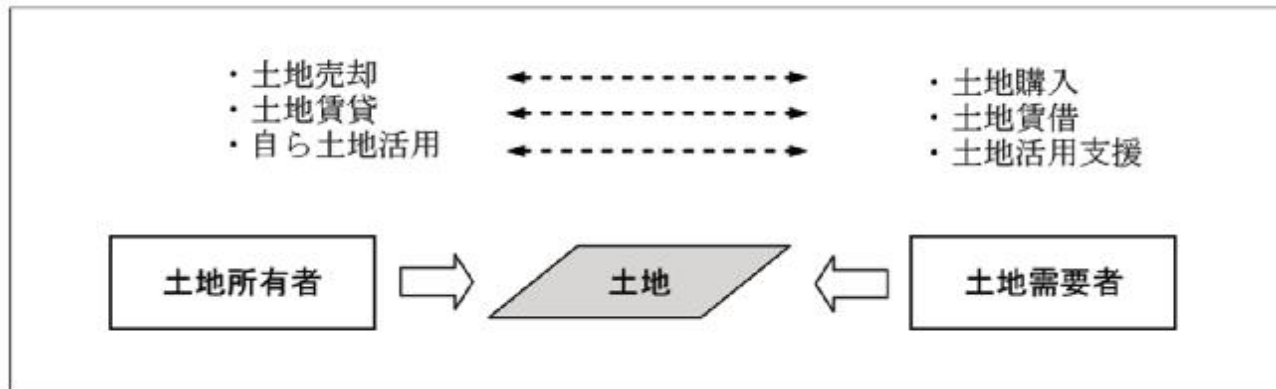 ・土地売却
・土地賃貸
・自ら土地活用
・土地購入
・土地賃借
・土地活用支援
土地所有者
土地
土地需要者